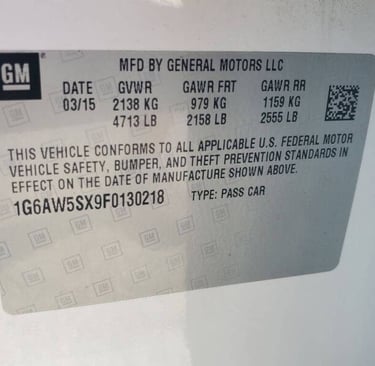 GM
MFD BY GENERAL MOTORS LLC
DATE GVWR GAWR FRT GAWR RR
03/15 2138 KG 979 KG 1159 KG
4713 LB 2158 LB 2555 LB
THIS VEHICLE CONFORMS TO ALL APPLICABLE U.S. FEDERAL MOTOR
VEHICLE SAFETY, BUMPER, AND THEFT PREVENTION STANDARDS IN
EFFECT ON THE DATE OF MANUFACTURE SHOWN ABOVE.
1G6AW5SX9F0130218 TYPE: PASS CAR